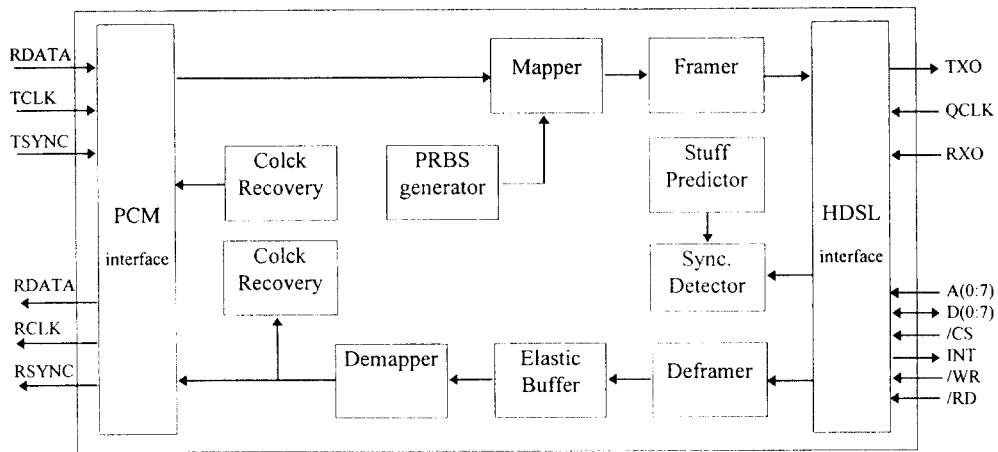 RDATA
TCLK
TSYNC
RDATA
RCLK
RSYNC
PCM
interface
Colck
Recovery
Colck
Recovery
PRBS
generator
Mapper
Framer
Stuff
Predictor
Sync.
Detector
Demapper
Elastic
Buffer
Deframer
HDSL
interface
TXO
QCLK
RXO
A(0:7)
D(0:7)
/CS
INT
/WR
/RD